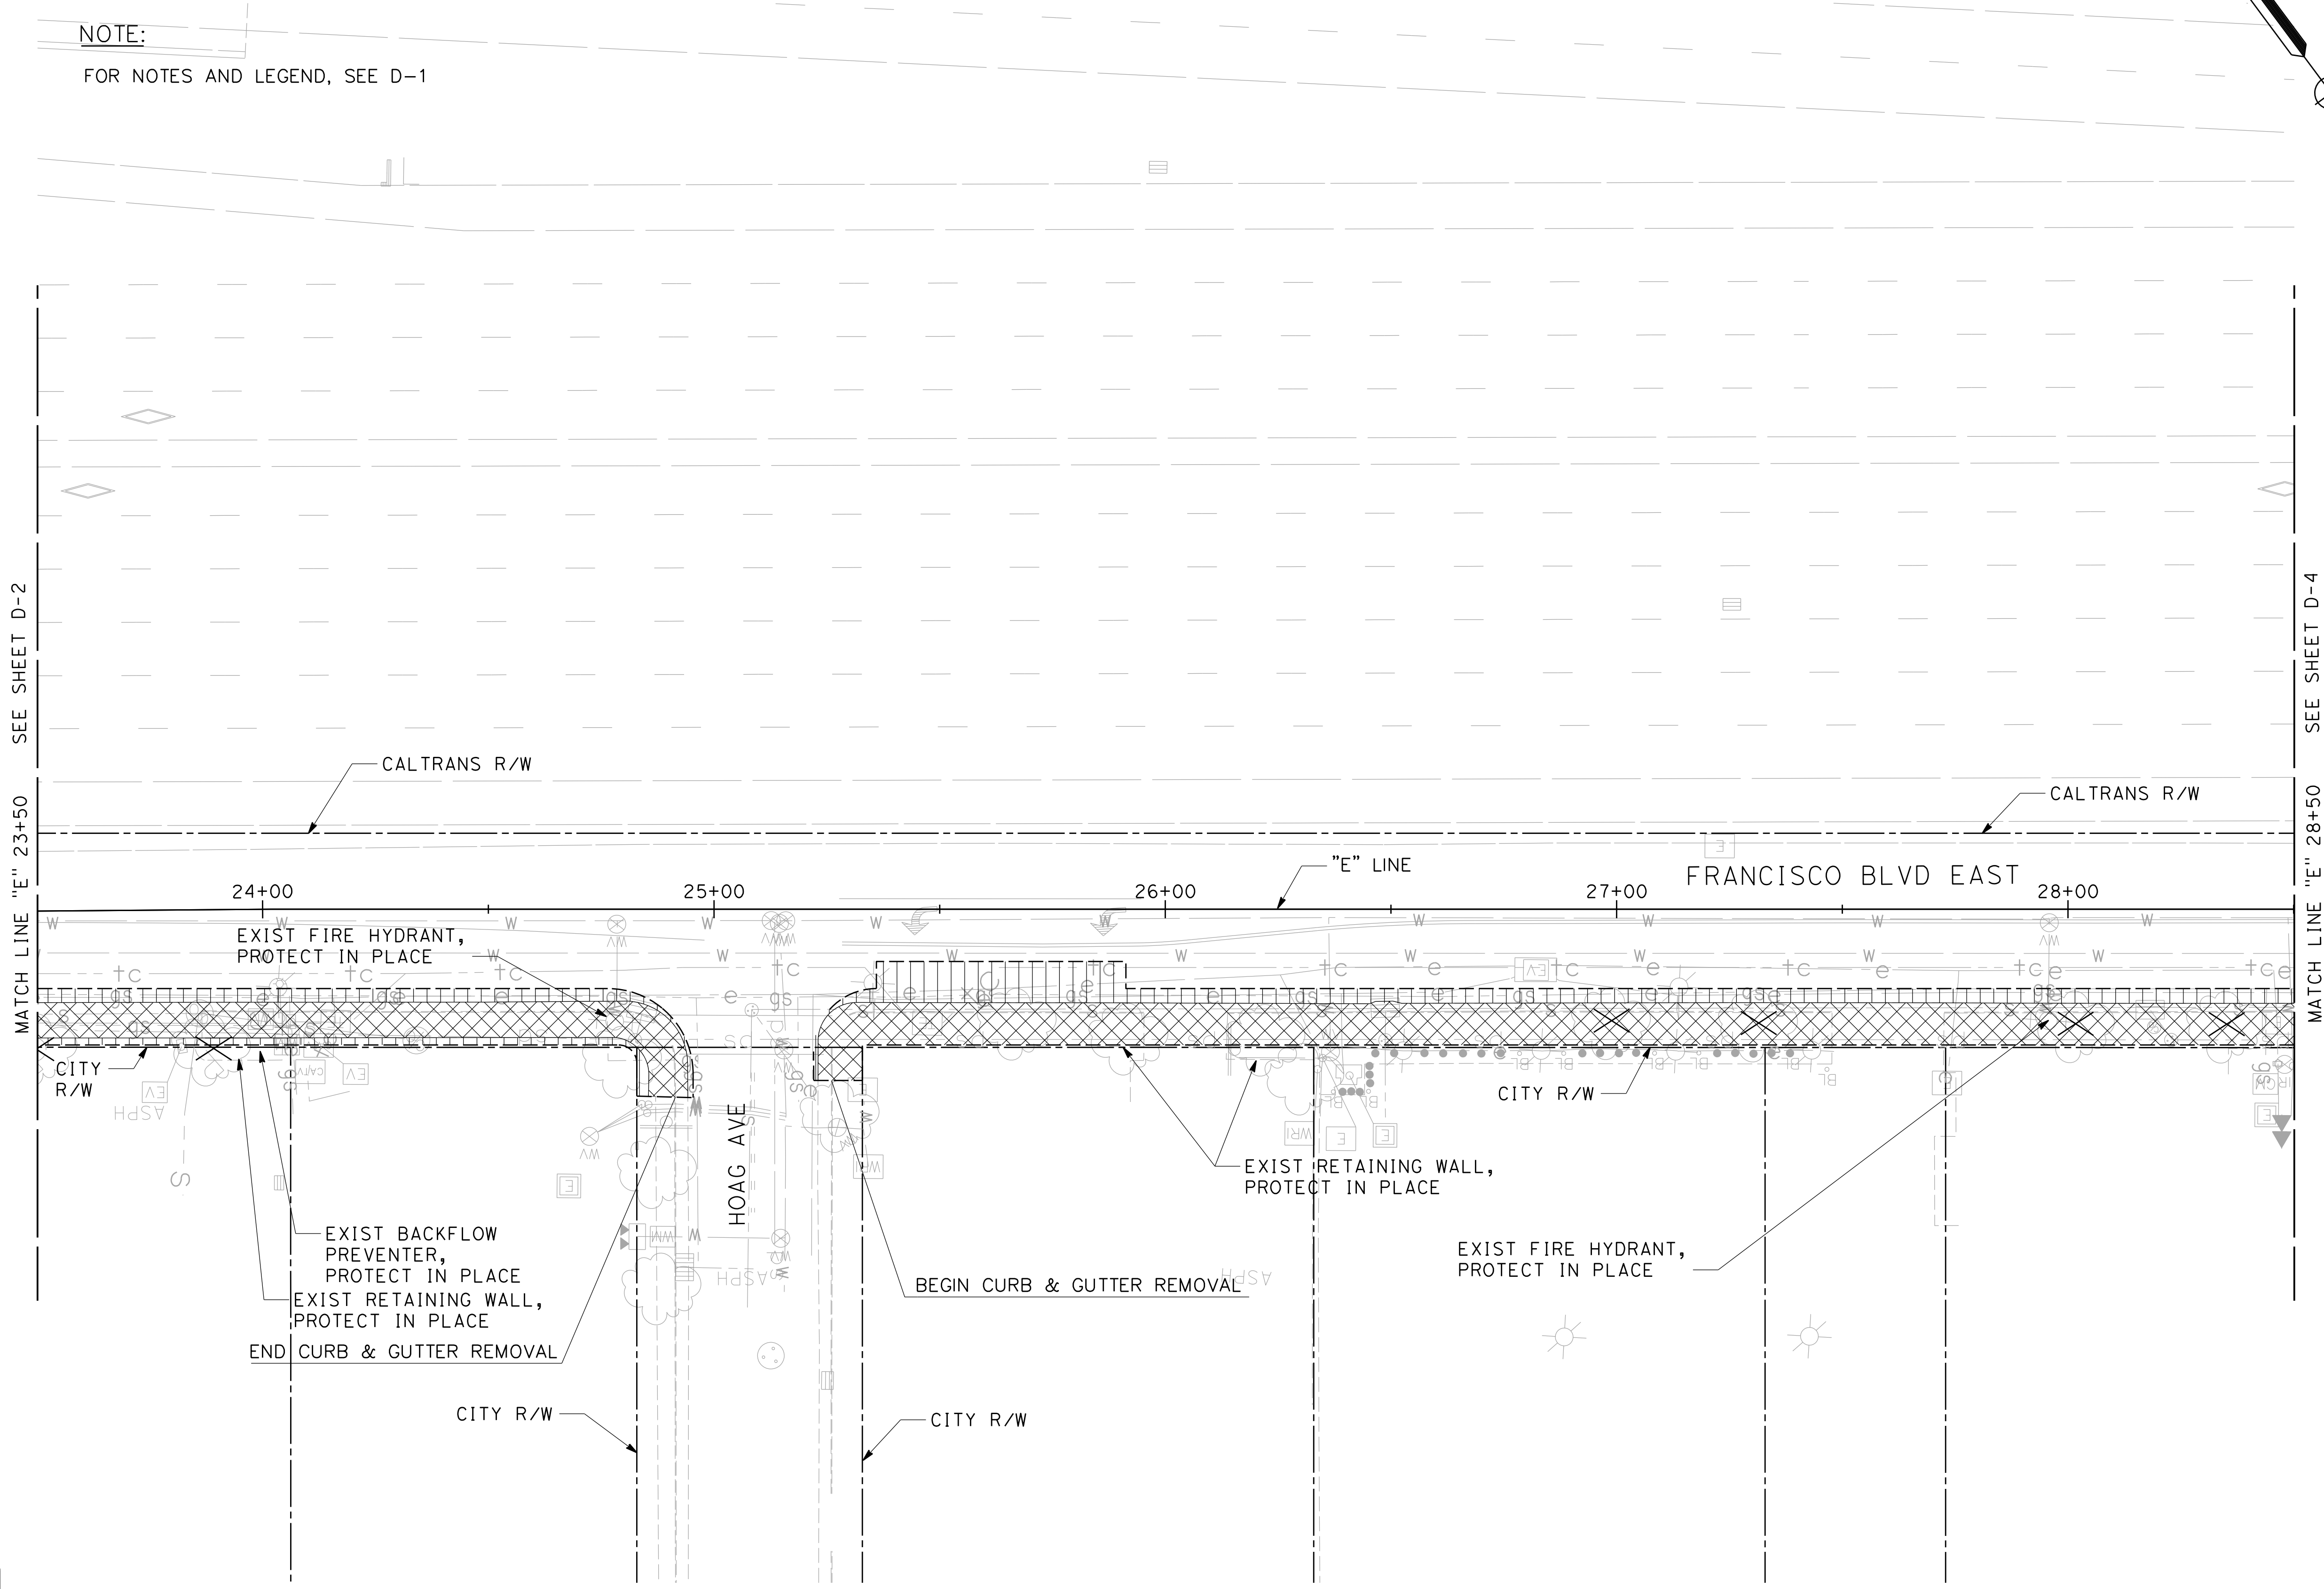 NOTE:
FOR NOTES AND LEGEND, SEE D-1
MATCH LINE "E" 23+50 SEE SHEET D-2
MATCH LINE "E" 28+50 SEE SHEET D-4
CALTRANS R/W
CALTRANS R/W
"E" LINE
FRANCISCO BLVD EAST
24+00
25+00
26+00
27+00
28+00
EXIST FIRE HYDRANT,
PROTECT IN PLACE
CITY
R/W
CITY R/W
HOAG AVE
EXIST RETAINING WALL,
PROTECT IN PLACE
EXIST BACKFLOW
PREVENTER,
PROTECT IN PLACE
EXIST RETAINING WALL,
PROTECT IN PLACE
END CURB & GUTTER REMOVAL
BEGIN CURB & GUTTER REMOVAL
EXIST FIRE HYDRANT,
PROTECT IN PLACE
CITY R/W
CITY R/W
ASPH
ASPH
ASPH